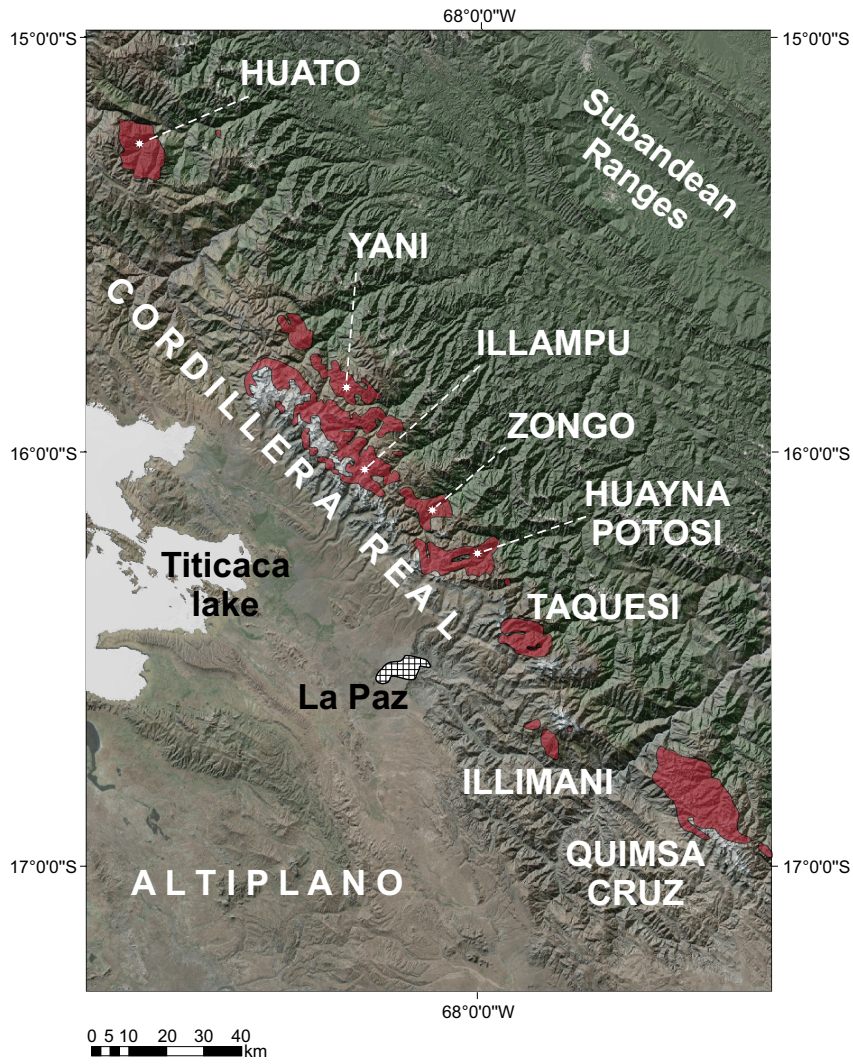 68°0'0"W
15°0'0"S
15°0'0"S
HUATO
Subandean
Ranges
YANI
CORDILLERA REAL
ILLAMPU
ZONGO
16°0'0"S
16°0'0"S
HUAYNA
POTOSI
Titicaca
lake
TAQUESI
La Paz
ILLIMANI
QUIMSA
CRUZ
17°0'0"S
17°0'0"S
ALTIPLANO
68°0'0"W
0 5 10 20 30 40
km